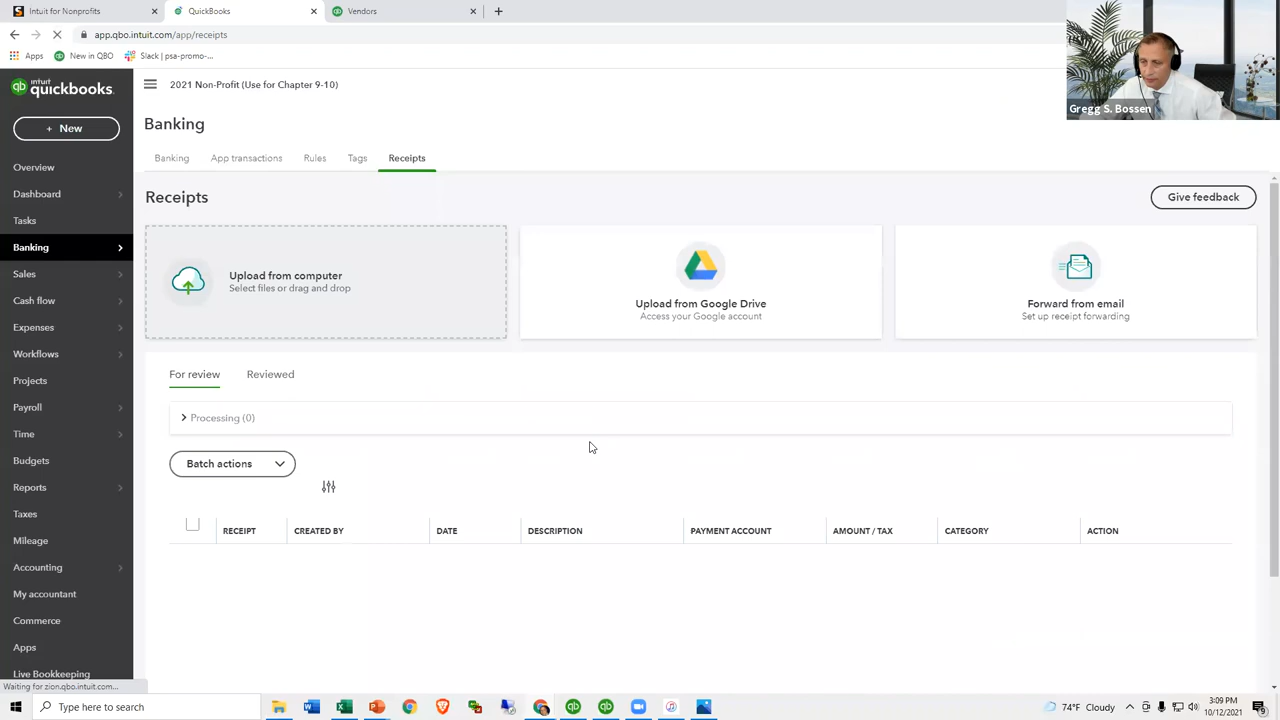 Intuit for Nonprofits
QuickBooks
Vendors
app.qbo.intuit.com/app/receipts
Apps
New in QBO
Slack | psa-promo-...
Gregg S. Bossen
intuit quickbooks.
2021 Non-Profit (Use for Chapter 9-10)
+ New
Overview
Dashboard
Tasks
Banking
Sales
Cash flow
Expenses
Workflows
Projects
Payroll
Time
Budgets
Reports
Taxes
Mileage
Accounting
My accountant
Commerce
Apps
Live Bookkeeping
Waiting for zion.qbo.intuit.com...
Banking
Banking
App transactions
Rules
Tags
Receipts
Receipts
Give feedback
Upload from computer
Select files or drag and drop
Upload from Google Drive
Access your Google account
Forward from email
Set up receipt forwarding
For review
Reviewed
Processing (0)
Batch actions
RECEIPT
CREATED BY
DATE
DESCRIPTION
PAYMENT ACCOUNT
AMOUNT / TAX
CATEGORY
ACTION
Type here to search
74°F Cloudy
3:09 PM
10/12/2021